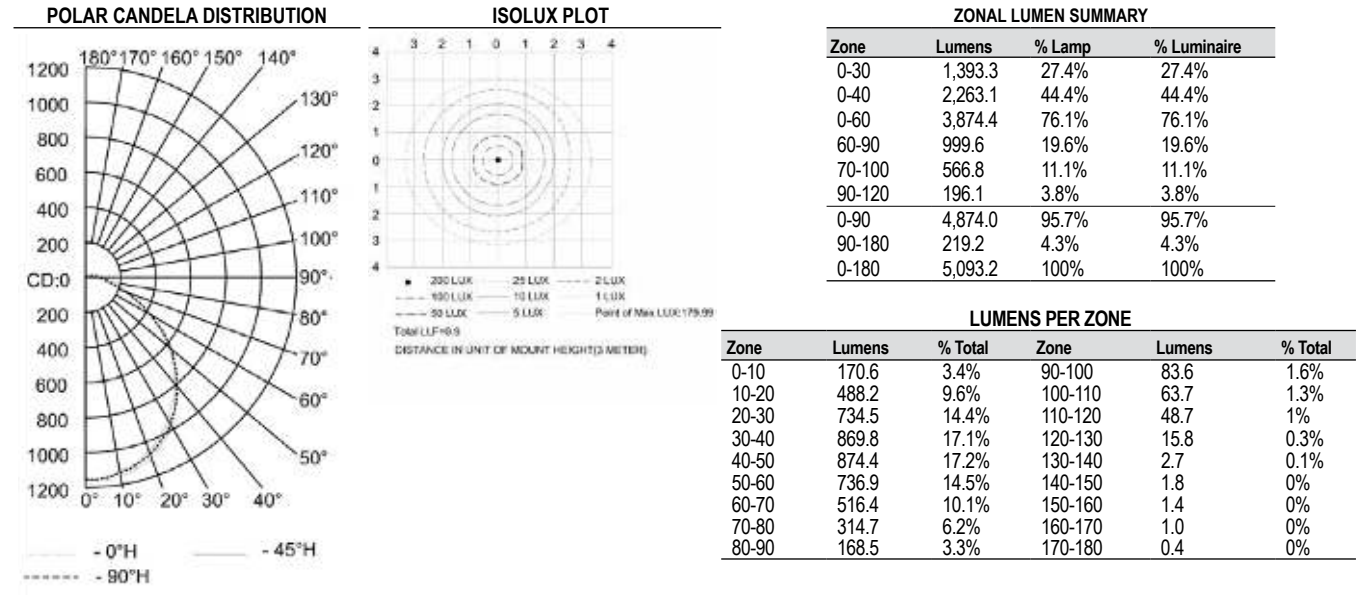 POLAR CANDELA DISTRIBUTION
180° 170° 160° 150° 140°
1200
130°
1000
800
120°
600
110°
400
200
100°
CD:0
90°
200
80°
400
70°
600
60°
800
1000
50°
1200
0° 10° 20° 30° 40°
- 0°H - 45°H
- 90°H
ISOLUX PLOT
3 2 1 0 1 2 3 4
4
3
2
1
0
1
2
3
4
200 LUX 25 LUX 2 LUX
100 LUX 10 LUX 1 LUX
50 LUX 5 LUX Point of Max LUX:179.99
Total LLF=0.9
DISTANCE IN UNIT OF MOUNT HEIGHT(3 METER)
ZONAL LUMEN SUMMARY
Zone Lumens % Lamp % Luminaire
0-30 1,393.3 27.4% 27.4%
0-40 2,263.1 44.4% 44.4%
0-60 3,874.4 76.1% 76.1%
60-90 999.6 19.6% 19.6%
70-100 566.8 11.1% 11.1%
90-120 196.1 3.8% 3.8%
0-90 4,874.0 95.7% 95.7%
90-180 219.2 4.3% 4.3%
0-180 5,093.2 100% 100%
LUMENS PER ZONE
Zone Lumens % Total Zone Lumens % Total
0-10 170.6 3.4% 90-100 83.6 1.6%
10-20 488.2 9.6% 100-110 63.7 1.3%
20-30 734.5 14.4% 110-120 48.7 1%
30-40 869.8 17.1% 120-130 15.8 0.3%
40-50 874.4 17.2% 130-140 2.7 0.1%
50-60 736.9 14.5% 140-150 1.8 0%
60-70 516.4 10.1% 150-160 1.4 0%
70-80 314.7 6.2% 160-170 1.0 0%
80-90 168.5 3.3% 170-180 0.4 0%